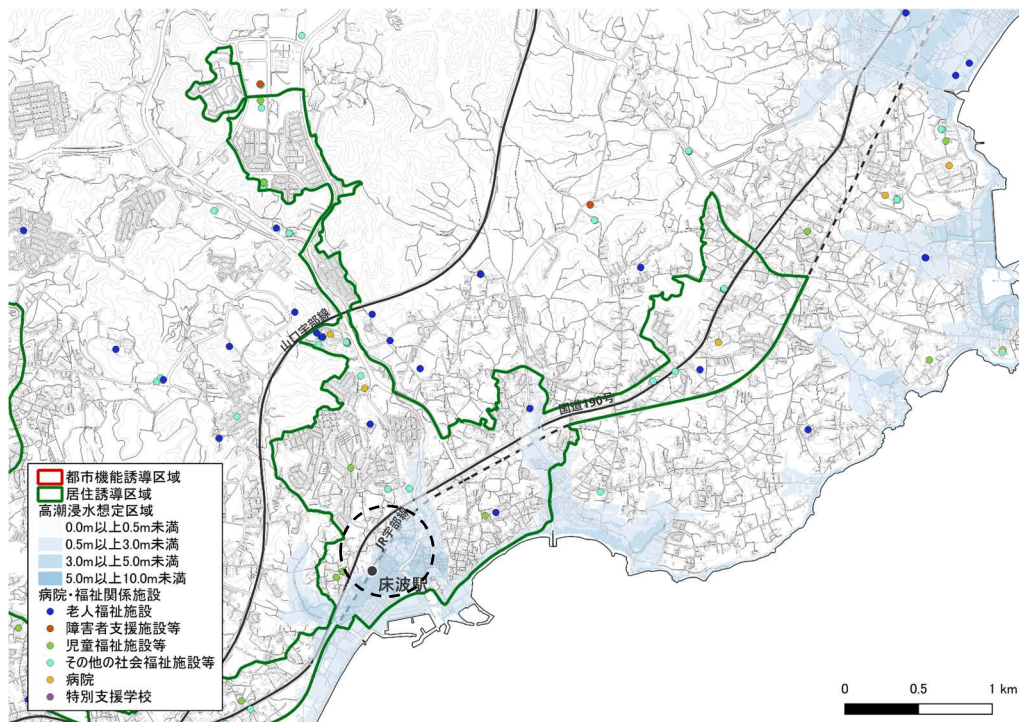 山口宇部線
国道190号
JR宇部線
床波駅
都市機能誘導区域
居住誘導区域
高潮浸水想定区域
0.0m以上0.5m未満
0.5m以上3.0m未満
3.0m以上5.0m未満
5.0m以上10.0m未満
病院・福祉関係施設
老人福祉施設
障害者支援施設等
児童福祉施設等
その他の社会福祉施設等
病院
特別支援学校
0 0.5 1 km